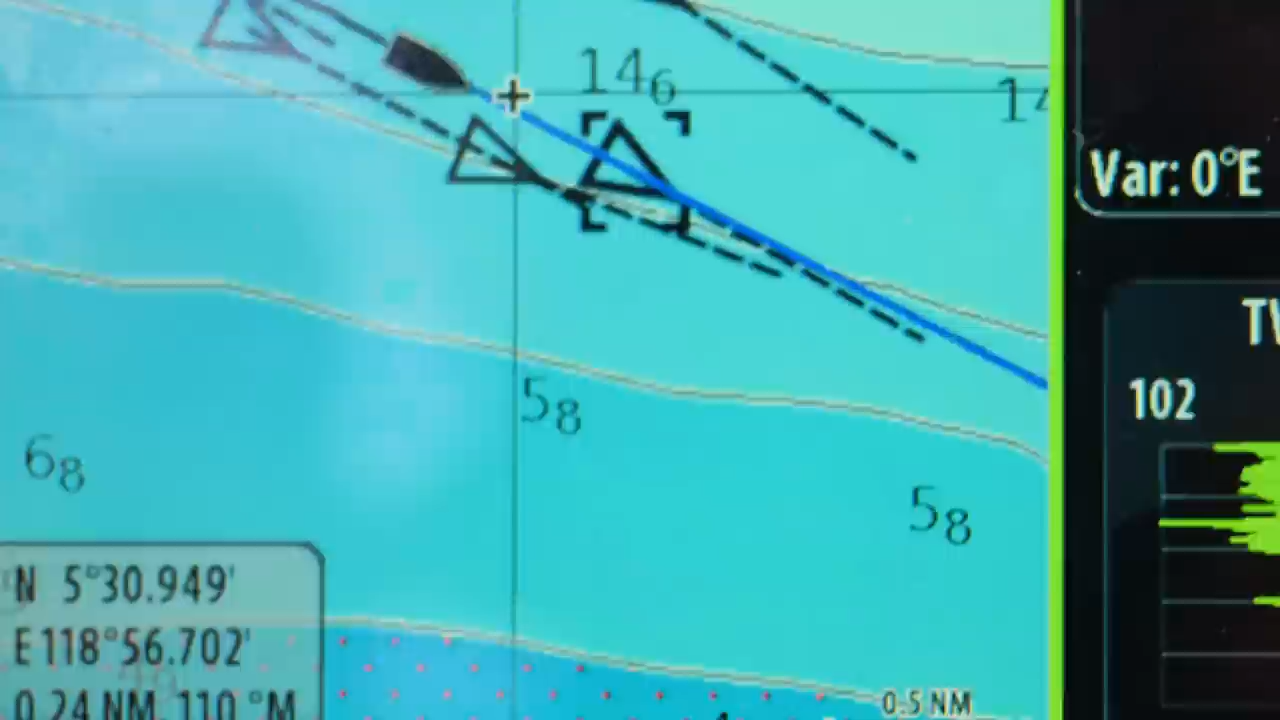 14₆
14
Var: 0°E
TW
102
5₈
6₈
5₈
N 5°30.949'
E 118°56.702'
0.24 NM, 110 °M
0.5 NM